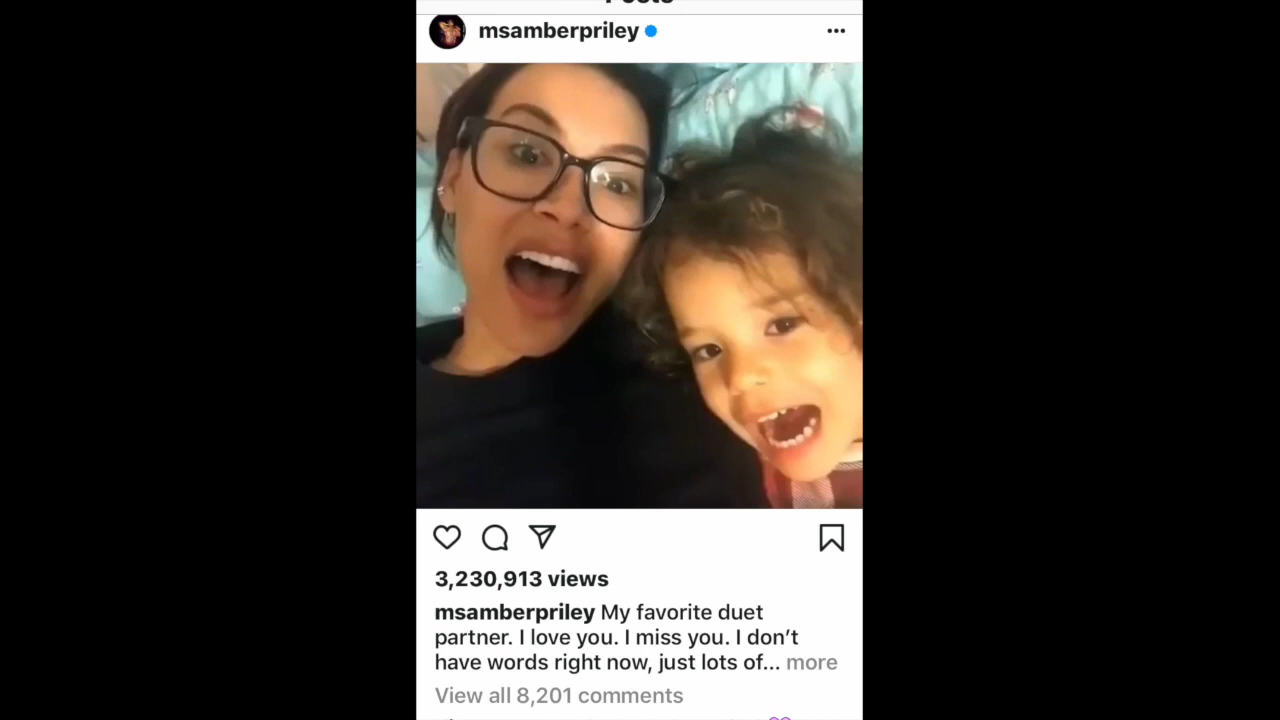 msamberpriley
3,230,913 views
msamberpriley My favorite duet
partner. I love you. I miss you. I don’t
have words right now, just lots of... more
View all 8,201 comments